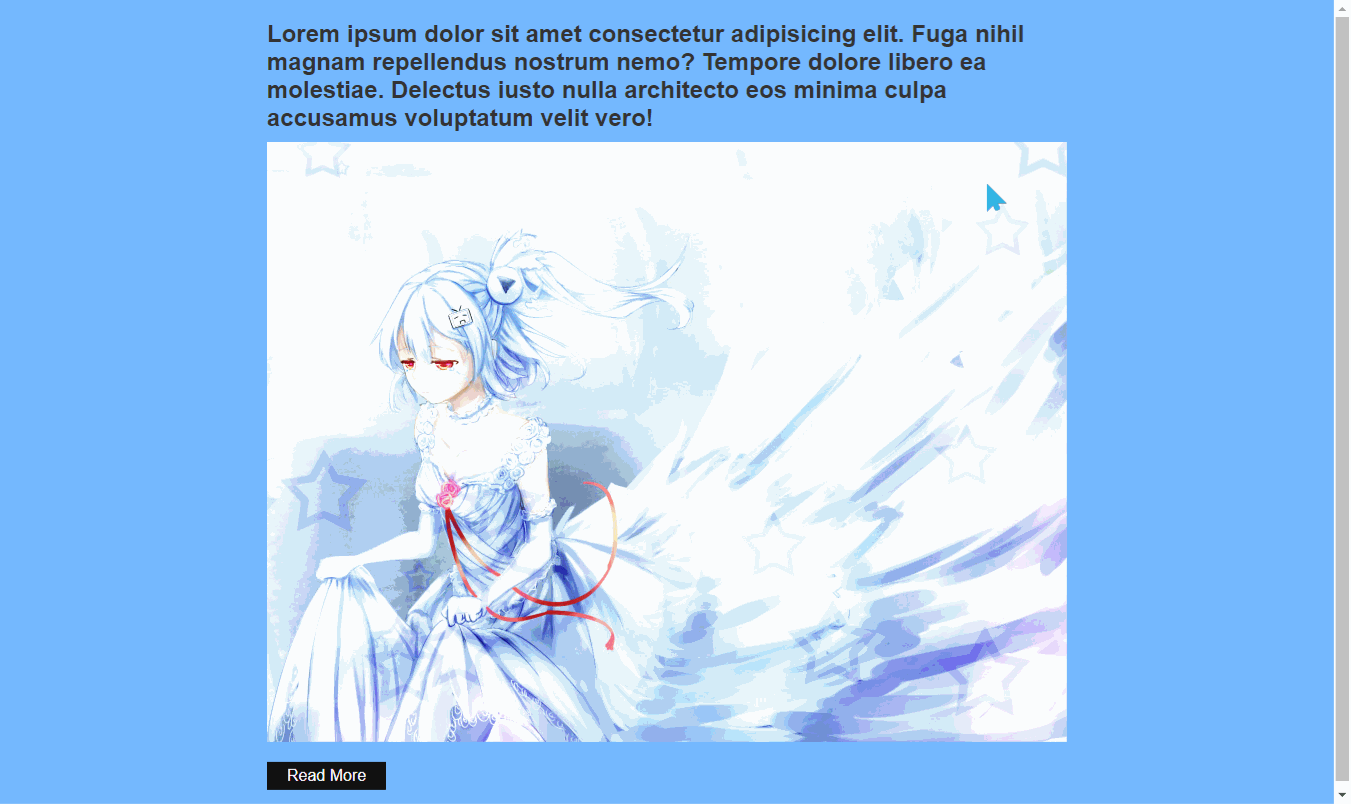 Lorem ipsum dolor sit amet consectetur adipisicing elit. Fuga nihil
magnam repellendus nostrum nemo? Tempore dolore libero ea
molestiae. Delectus iusto nulla architecto eos minima culpa
accusamus voluptatum velit vero!
Read More